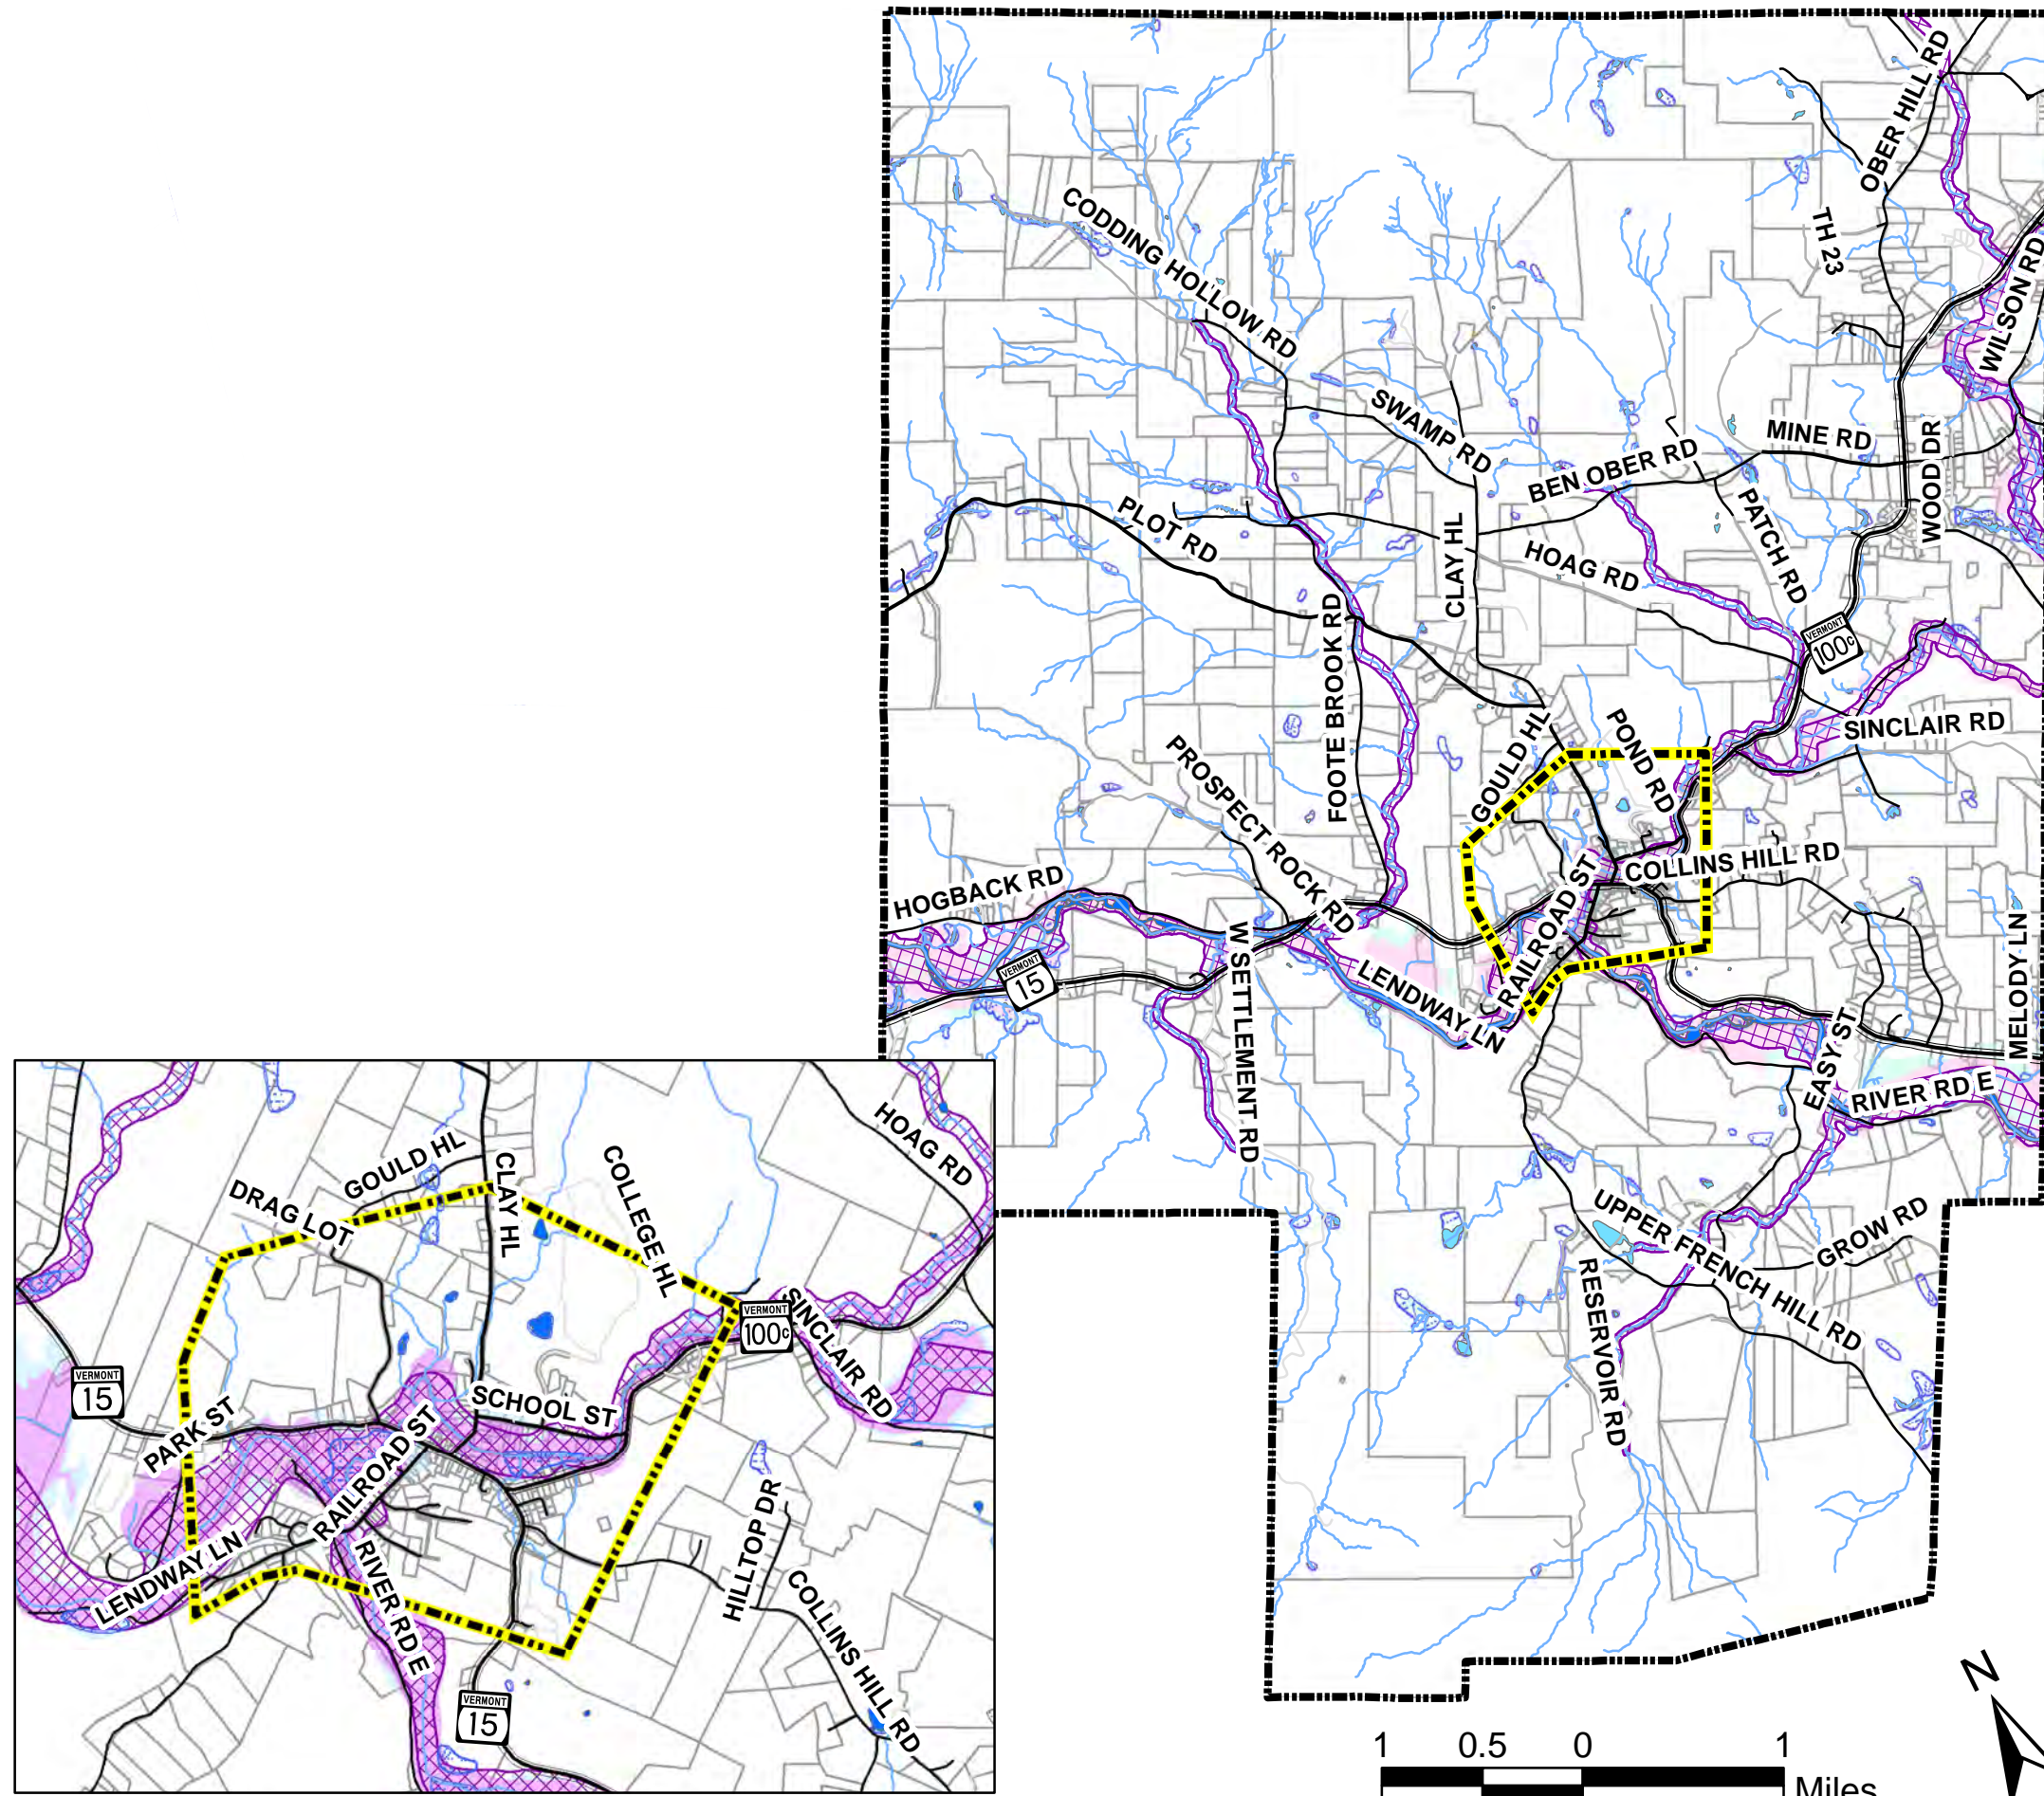 OBER HILL RD
TH 23
WILSON RD
CODDING HOLLOW RD
SWAMP RD
MINE RD
BEN OBER RD
WOOD DR
PLOT RD
PATCH RD
CLAY HL
HOAG RD
VERMONT
100c
FOOTE BROOK RD
SINCLAIR RD
GOULD HL
POND RD
PROSPECT ROCK RD
COLLINS HILL RD
HOGBACK RD
RAILROAD ST
W SETTLEMENT RD
VERMONT
15
LENDWAY LN
MELODY LN
EASY ST
RIVER RD E
UPPER FRENCH HILL RD
GROW RD
RESERVOIR RD
HOAG RD
GOULD HL
CLAY HL
COLLEGE HL
DRAG LOT
SINCLAIR RD
VERMONT
100c
VERMONT
15
PARK ST
SCHOOL ST
RAILROAD ST
LENDWAY LN
RIVER RD E
HILLTOP DR
COLLINS HILL RD
VERMONT
15
N
1 0.5 0 1
Miles